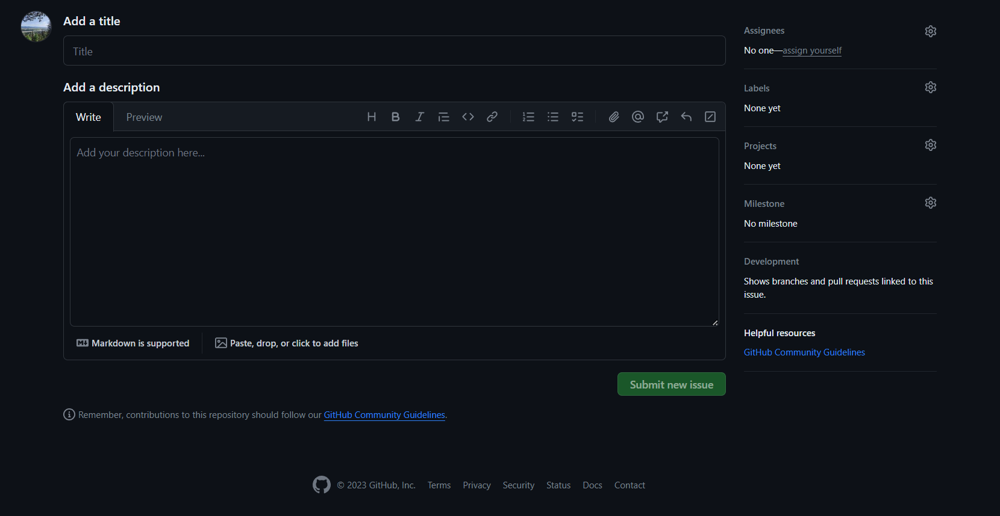 Add a title
Title
Add a description
Write
Preview
Add your description here...
Markdown is supported
Paste, drop, or click to add files
Submit new issue
Remember, contributions to this repository should follow our GitHub Community Guidelines.
Assignees
No one—assign yourself
Labels
None yet
Projects
None yet
Milestone
No milestone
Development
Shows branches and pull requests linked to this
issue.
Helpful resources
GitHub Community Guidelines
© 2023 GitHub, Inc. Terms Privacy Security Status Docs Contact